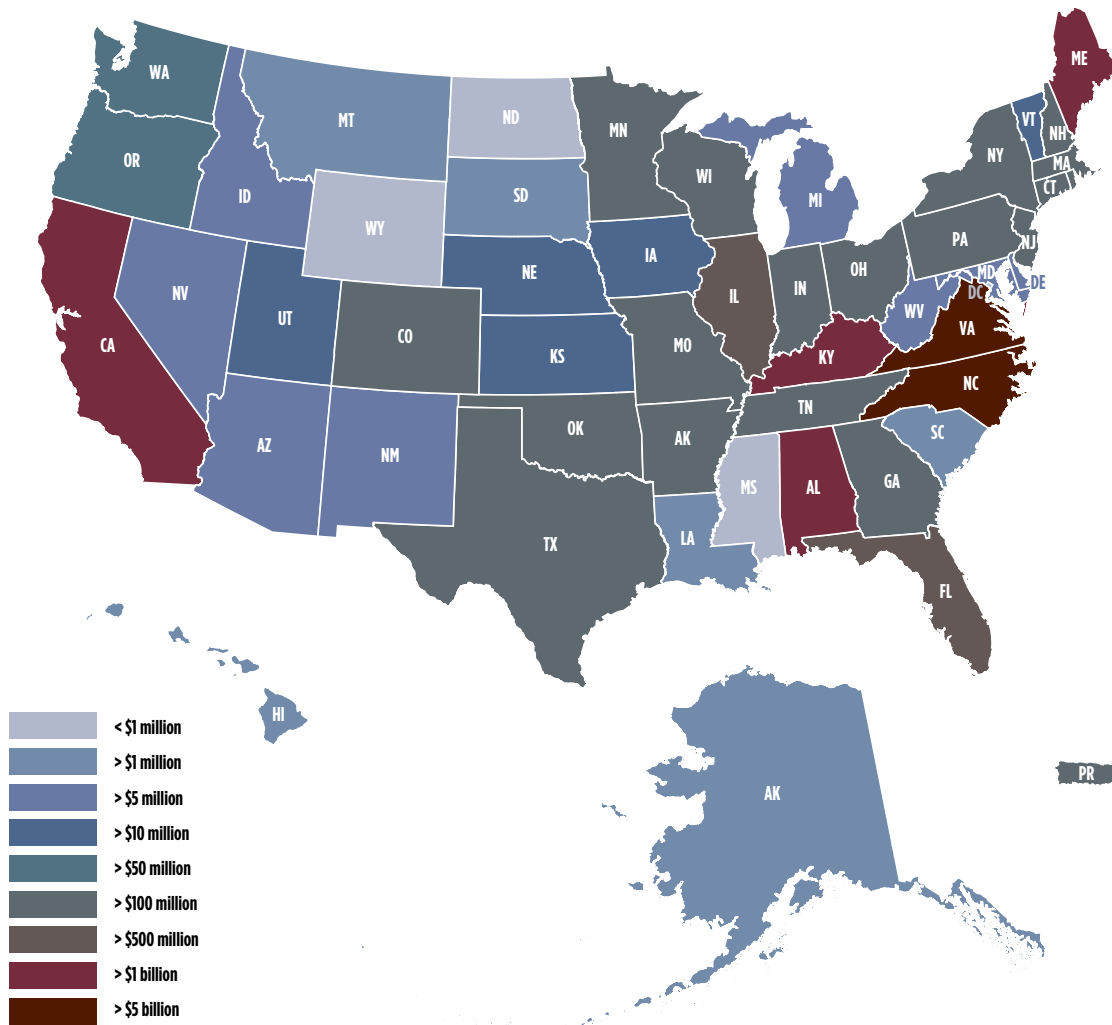 ME
WA
ND
MT
MN
VT
NH
OR
NY
MA
WI
CT
ID
SD
MI
WY
PA
NJ
IA
OH
NE
MD
DE
IN
DC
NV
IL
WV
UT
VA
CO
MO
CA
KS
KY
NC
TN
OK
SC
AK
AZ
NM
GA
MS
AL
LA
TX
FL
HI
< $1 million
> $1 million
PR
AK
> $5 million
> $10 million
> $50 million
> $100 million
> $500 million
> $1 billion
> $5 billion